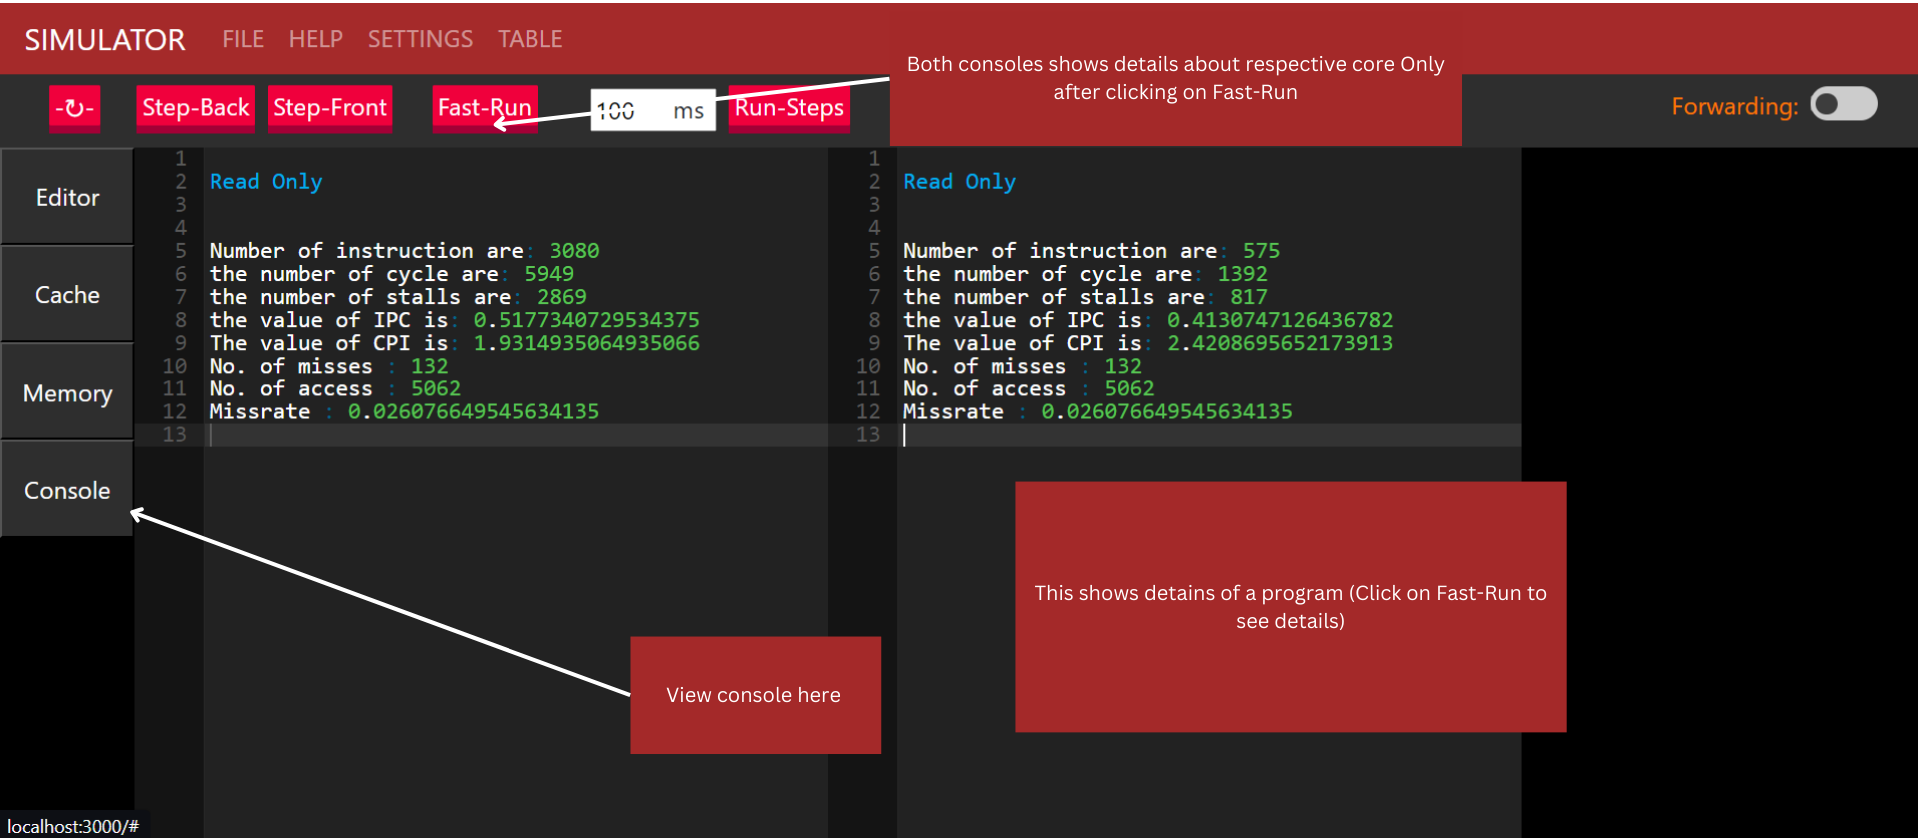 SIMULATOR FILE HELP SETTINGS TABLE
Both consoles shows details about respective core Only
after clicking on Fast-Run
-↻- Step-Back Step-Front Fast-Run 100 ms Run-Steps
Forwarding:
Editor
Cache
Memory
Console
1
2 Read Only
3
4
5 Number of instruction are: 3080
6 the number of cycle are: 5949
7 the number of stalls are: 2869
8 the value of IPC is: 0.5177340729534375
9 The value of CPI is: 1.9314935064935066
10 No. of misses : 132
11 No. of access : 5062
12 Missrate : 0.026076649545634135
13
1
2 Read Only
3
4
5 Number of instruction are: 575
6 the number of cycle are: 1392
7 the number of stalls are: 817
8 the value of IPC is: 0.4130747126436782
9 The value of CPI is: 2.4208695652173913
10 No. of misses : 132
11 No. of access : 5062
12 Missrate : 0.026076649545634135
13
This shows detains of a program (Click on Fast-Run to
see details)
View console here
localhost:3000/#